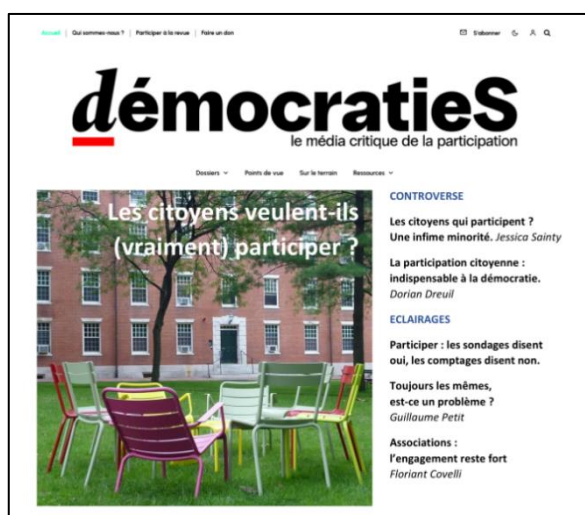 Accueil | Qui sommes-nous ? | Participer à la revue | Faire un don
S'abonner
démocratieS
le média critique de la participation
Dossiers
Points de vue
Sur le terrain
Ressources
Les citoyens veulent-ils
(vraiment) participer ?
CONTROVERSE
Les citoyens qui participent ?
Une infime minorité. Jessica Sainty
La participation citoyenne :
indispensable à la démocratie.
Dorian Dreuil
ECLAIRAGES
Participer : les sondages disent
oui, les comptages disent non.
Toujours les mêmes,
est-ce un problème ?
Guillaume Petit
Associations :
l'engagement reste fort
Floriant Covelli